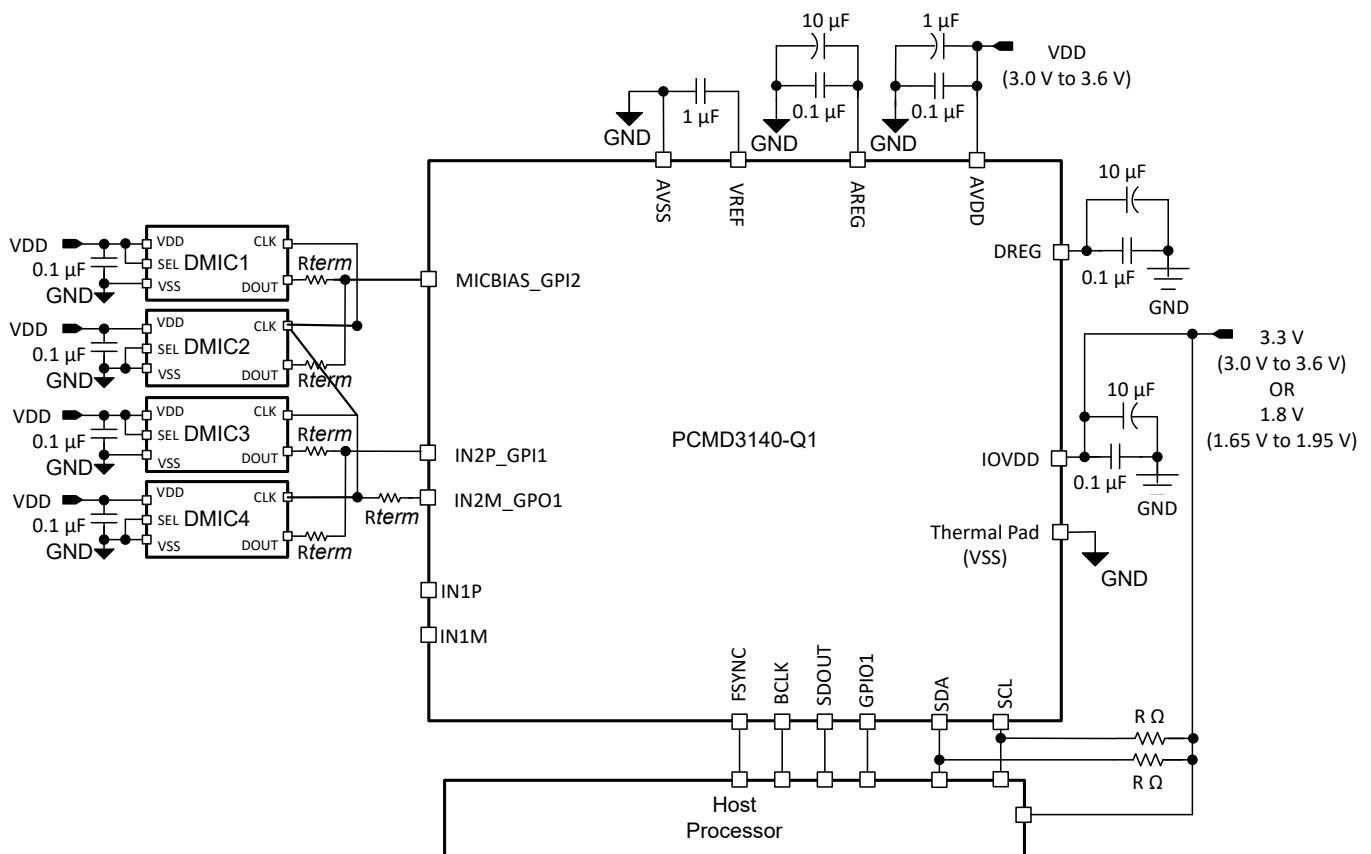 10 µF
1 µF
VDD
(3.0 V to 3.6 V)
GND
1 µF
GND
0.1 µF
GND
0.1 µF
AVSS
VREF
AREG
AVDD
10 µF
DREG
0.1 µF
GND
VDD
0.1 µF
GND
VDD
SEL
VSS
DMIC1
CLK
DOUT
Rterm
MICBIAS_GPI2
VDD
0.1 µF
GND
VDD
SEL
VSS
DMIC2
CLK
DOUT
Rterm
3.3 V
(3.0 V to 3.6 V)
OR
1.8 V
(1.65 V to 1.95 V)
10 µF
IOVDD
0.1 µF
GND
VDD
0.1 µF
GND
VDD
SEL
VSS
DMIC3
CLK
DOUT
Rterm
IN2P_GPI1
PCMD3140-Q1
VDD
0.1 µF
GND
VDD
SEL
VSS
DMIC4
CLK
DOUT
Rterm
Rterm
IN2M_GPO1
Thermal Pad
(VSS)
GND
IN1P
IN1M
FSYNC
BCLK
SDOUT
GPIO1
SDA
SCL
R Ω
R Ω
Host
Processor